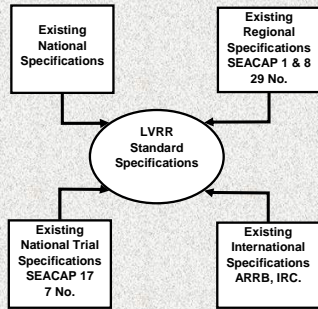 Existing
National
Specifications
Existing
Regional
Specifications
SEACAP 1 & 8
29 No.
LVRR
Standard
Specifications
Existing
National Trial
Specifications
SEACAP 17
7 No.
Existing
International
Specifications
ARRB, IRC.